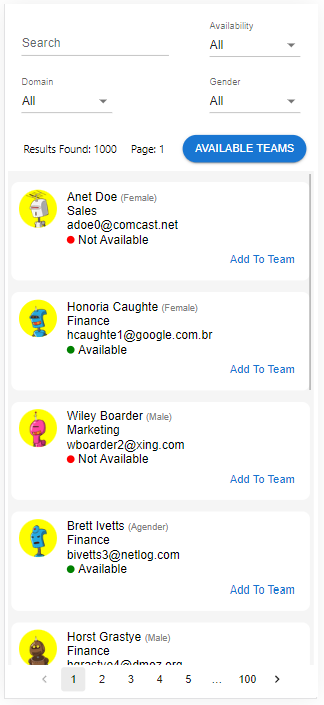 Search
Availability
All
Domain
All
Gender
All
Results Found: 1000 Page: 1 AVAILABLE TEAMS
Anet Doe (Female)
Sales
adoe0@comcast.net
Not Available
Add To Team
Honoria Caughte (Female)
Finance
hcaughte1@google.com.br
Available
Add To Team
Wiley Boarder (Male)
Marketing
wboarder2@xing.com
Not Available
Add To Team
Brett Ivetts (Agender)
Finance
bivetts3@netlog.com
Available
Add To Team
Horst Grastye (Male)
Finance
hgrastye4@dmoz.org
‹ 1 2 3 4 5 … 100 ›